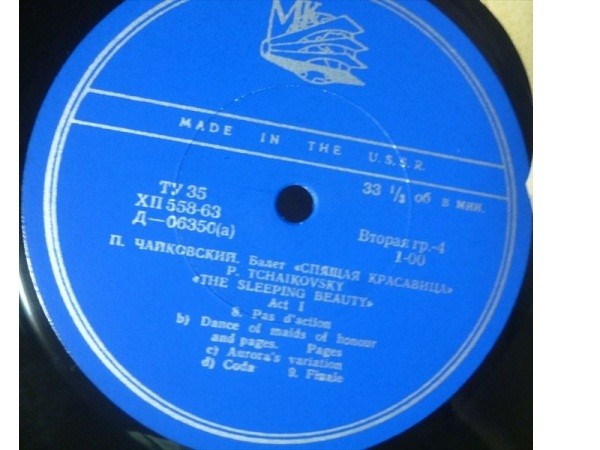 МК
MADE IN THE U.S.S.R.
ТУ 35
ХП 558-63
Д—06350(а)
33 ⅓ об в мин.
Вторая гр.-4
1-00
П. ЧАЙКОВСКИЙ. Балет «СПЯЩАЯ КРАСАВИЦА»
P. TCHAIKOVSKY
«THE SLEEPING BEAUTY»
Act I
8. Pas d'action
b) Dance of maids of honour
and pages. Pages
c) Aurora's variation
d) Coda 9. Finale